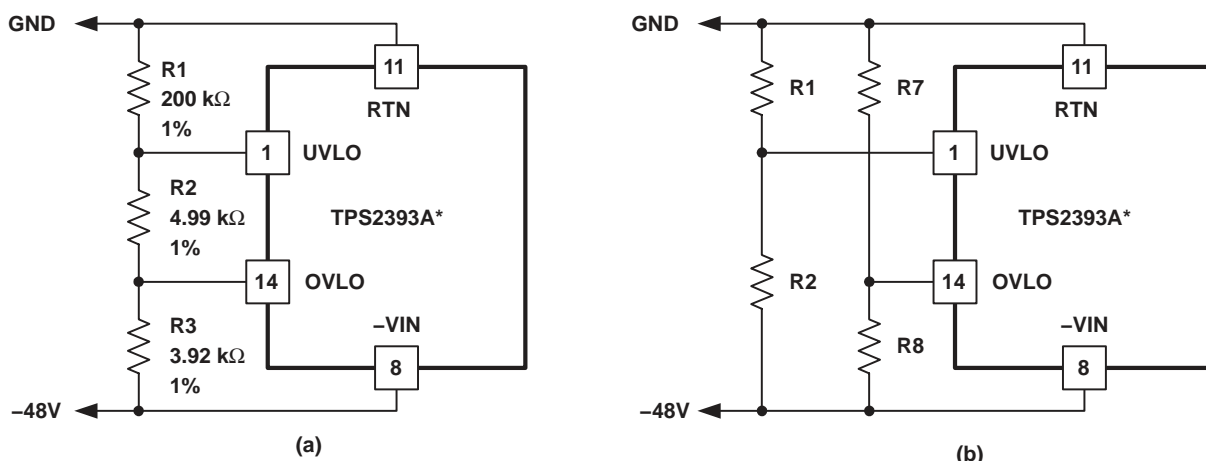 GND
R1
200 kΩ
1%
11
RTN
1
UVLO
R2
4.99 kΩ
1%
TPS2393A*
14
OVLO
R3
3.92 kΩ
1%
–VIN
8
–48V
(a)
GND
R1
R7
11
RTN
1
UVLO
TPS2393A*
R2
14
OVLO
R8
–VIN
8
–48V
(b)